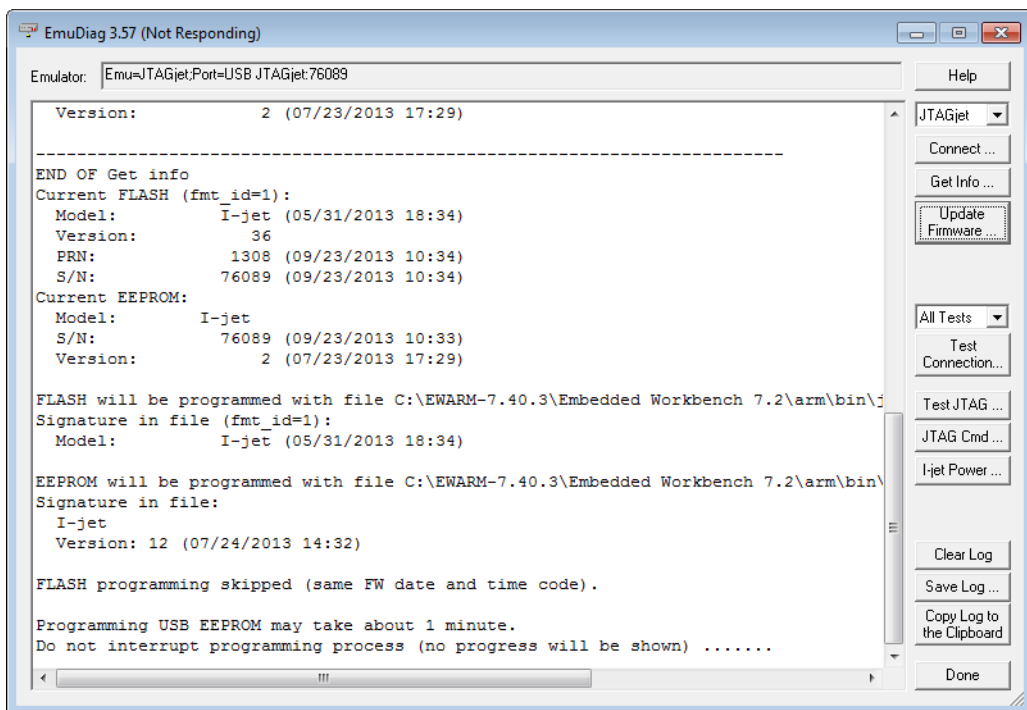 EmuDiag 3.57 (Not Responding)
Emulator: Emu=JTAGjet;Port=USB JTAGjet:76089
Help
Version: 2 (07/23/2013 17:29)
--------------------------------------------------------------------------
END OF Get info
Current FLASH (fmt_id=1):
Model: I-jet (05/31/2013 18:34)
Version: 36
PRN: 1308 (09/23/2013 10:34)
S/N: 76089 (09/23/2013 10:34)
Current EEPROM:
Model: I-jet
S/N: 76089 (09/23/2013 10:33)
Version: 2 (07/23/2013 17:29)
FLASH will be programmed with file C:\EWARM-7.40.3\Embedded Workbench 7.2\arm\bin\j
Signature in file (fmt_id=1):
Model: I-jet (05/31/2013 18:34)
EEPROM will be programmed with file C:\EWARM-7.40.3\Embedded Workbench 7.2\arm\bin\
Signature in file:
I-jet
Version: 12 (07/24/2013 14:32)
FLASH programming skipped (same FW date and time code).
Programming USB EEPROM may take about 1 minute.
Do not interrupt programming process (no progress will be shown) .......
JTAGjet
Connect ...
Get Info ...
Update
Firmware ...
All Tests
Test
Connection...
Test JTAG ...
JTAG Cmd ...
I-jet Power ...
Clear Log
Save Log ...
Copy Log to
the Clipboard
Done